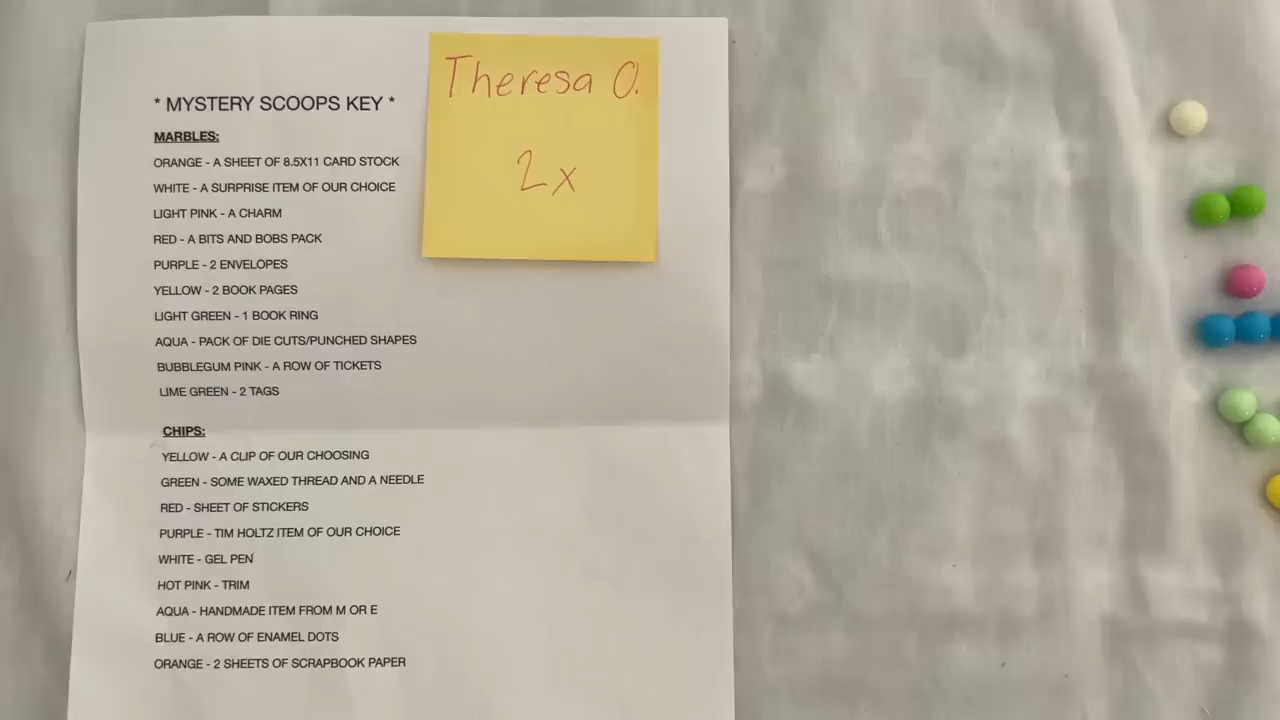 * MYSTERY SCOOPS KEY *
MARBLES:
ORANGE - A SHEET OF 8.5X11 CARD STOCK
WHITE - A SURPRISE ITEM OF OUR CHOICE
LIGHT PINK - A CHARM
RED - A BITS AND BOBS PACK
PURPLE - 2 ENVELOPES
YELLOW - 2 BOOK PAGES
LIGHT GREEN - 1 BOOK RING
AQUA - PACK OF DIE CUTS/PUNCHED SHAPES
BUBBLEGUM PINK - A ROW OF TICKETS
LIME GREEN - 2 TAGS
CHIPS:
YELLOW - A CLIP OF OUR CHOOSING
GREEN - SOME WAXED THREAD AND A NEEDLE
RED - SHEET OF STICKERS
PURPLE - TIM HOLTZ ITEM OF OUR CHOICE
WHITE - GEL PEN
HOT PINK - TRIM
AQUA - HANDMADE ITEM FROM M OR E
BLUE - A ROW OF ENAMEL DOTS
ORANGE - 2 SHEETS OF SCRAPBOOK PAPER
Theresa O.
2x